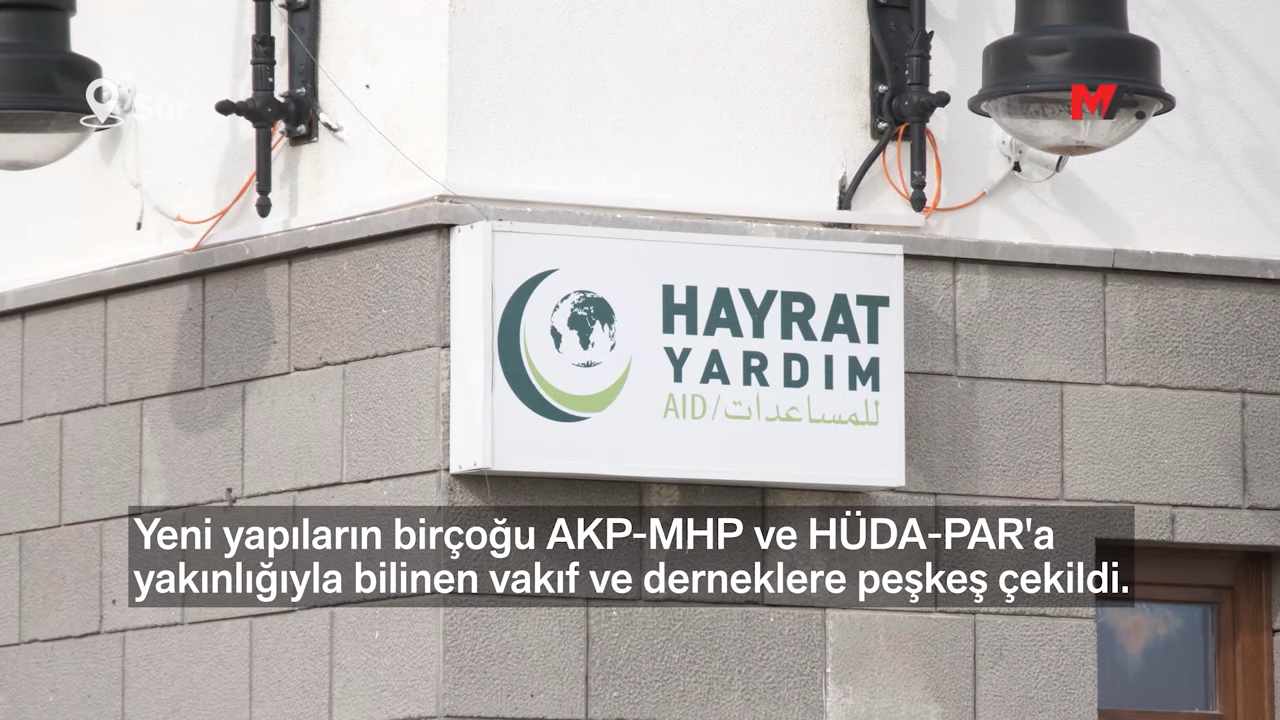 Sûr
M
HAYRAT
YARDIM
AID/للمساعدات
Yeni yapıların birçoğu AKP-MHP ve HÜDA-PAR'a
yakınlığıyla bilinen vakıf ve derneklere peşkeş çekildi.